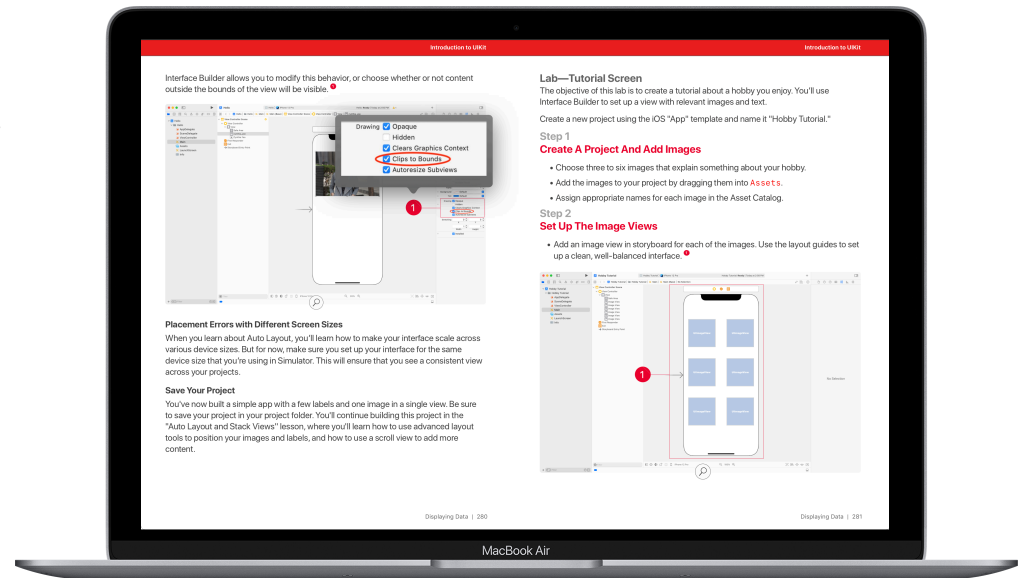 Introduction to UIKit
Interface Builder allows you to modify this behavior, or choose whether or not content
outside the bounds of the view will be visible. 1
Drawing Opaque
Hidden
Clears Graphics Context
Clips to Bounds
Autoresize Subviews
1
Placement Errors with Different Screen Sizes
When you learn about Auto Layout, you'll learn how to make your interface scale across
various device sizes. But for now, make sure you set up your interface for the same
device size that you're using in Simulator. This will ensure that you see a consistent view
across your projects.
Save Your Project
You've now built a simple app with a few labels and one image in a single view. Be sure
to save your project in your project folder. You'll continue building this project in the
"Auto Layout and Stack Views" lesson, where you'll learn how to use advanced layout
tools to position your images and labels, and how to use a scroll view to add more
content.
Displaying Data | 280
Introduction to UIKit
Lab—Tutorial Screen
The objective of this lab is to create a tutorial about a hobby you enjoy. You'll use
Interface Builder to set up a view with relevant images and text.
Create a new project using the iOS "App" template and name it "Hobby Tutorial."
Step 1
Create A Project And Add Images
• Choose three to six images that explain something about your hobby.
• Add the images to your project by dragging them into Assets.
• Assign appropriate names for each image in the Asset Catalog.
Step 2
Set Up The Image Views
• Add an image view in storyboard for each of the images. Use the layout guides to set
up a clean, well-balanced interface. 1
Hobby Tutorial
1
No Selection
Displaying Data | 281
MacBook Air